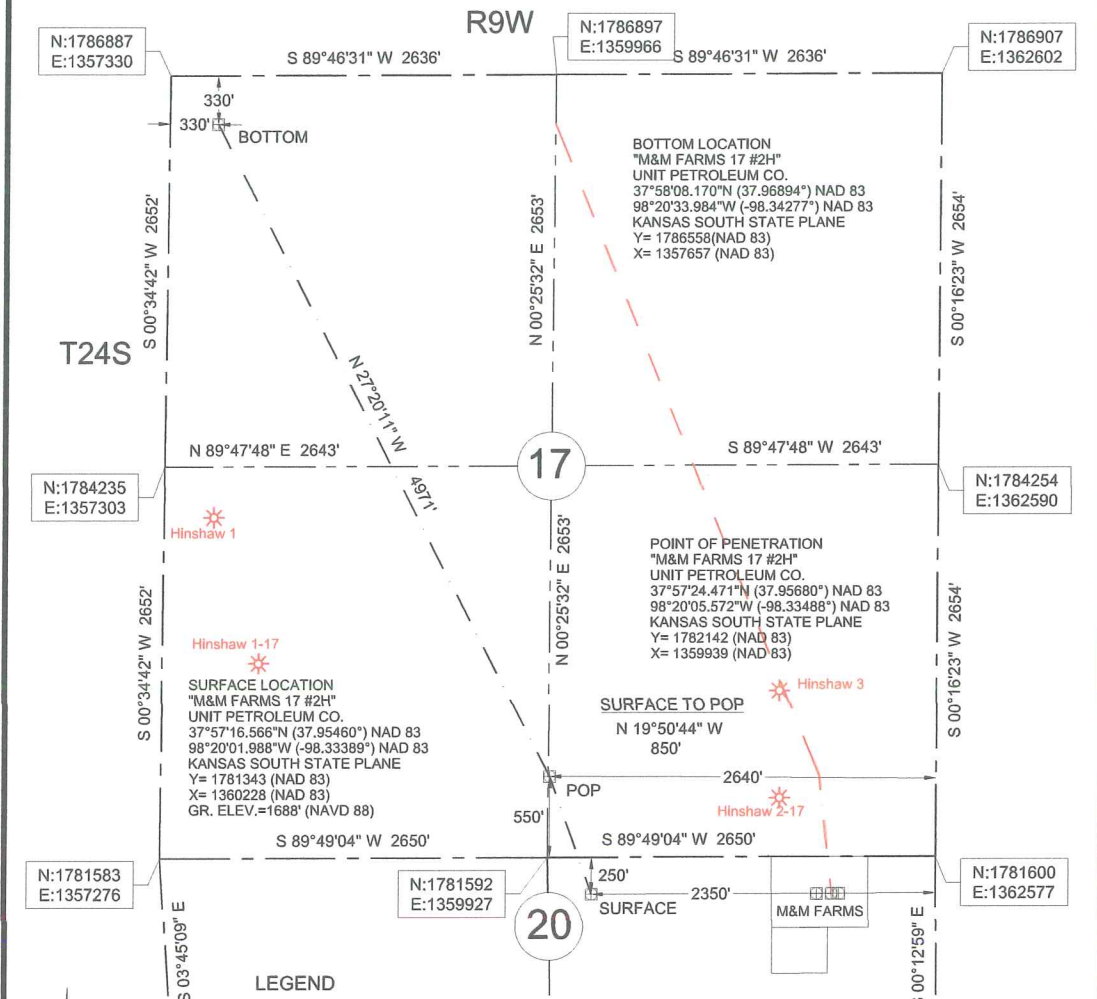 R9W
N:1786887
E:1357330
S 89°46'31" W 2636'
N:1786897
E:1359966
S 89°46'31" W 2636'
N:1786907
E:1362602
330'
330'
BOTTOM
BOTTOM LOCATION
"M&M FARMS 17 #2H"
UNIT PETROLEUM CO.
37°58'08.170"N (37.96894°) NAD 83
98°20'33.984"W (-98.34277°) NAD 83
KANSAS SOUTH STATE PLANE
Y= 1786558(NAD 83)
X= 1357657 (NAD 83)
S 00°34'42" W 2652'
N 00°25'32" E 2653'
S 00°16'23" W 2654'
T24S
N 27°20'11" W 4971'
N 89°47'48" E 2643'
17
S 89°47'48" W 2643'
N:1784235
E:1357303
N:1784254
E:1362590
Hinshaw 1
POINT OF PENETRATION
"M&M FARMS 17 #2H"
UNIT PETROLEUM CO.
37°57'24.471"N (37.95680°) NAD 83
98°20'05.572"W (-98.33488°) NAD 83
KANSAS SOUTH STATE PLANE
Y= 1782142 (NAD 83)
X= 1359939 (NAD 83)
S 00°34'42" W 2652'
N 00°25'32" E 2653'
S 00°16'23" W 2654'
Hinshaw 1-17
SURFACE LOCATION
"M&M FARMS 17 #2H"
UNIT PETROLEUM CO.
37°57'16.566"N (37.95460°) NAD 83
98°20'01.988"W (-98.33389°) NAD 83
KANSAS SOUTH STATE PLANE
Y= 1781343 (NAD 83)
X= 1360228 (NAD 83)
GR. ELEV.=1688' (NAVD 88)
Hinshaw 3
SURFACE TO POP
N 19°50'44" W
850'
2640'
POP
Hinshaw 2-17
550'
S 89°49'04" W 2650'
S 89°49'04" W 2650'
N:1781583
E:1357276
N:1781592
E:1359927
N:1781600
E:1362577
250'
2350'
SURFACE
M&M FARMS
20
S 03°45'09" E
00°12'59" E
LEGEND